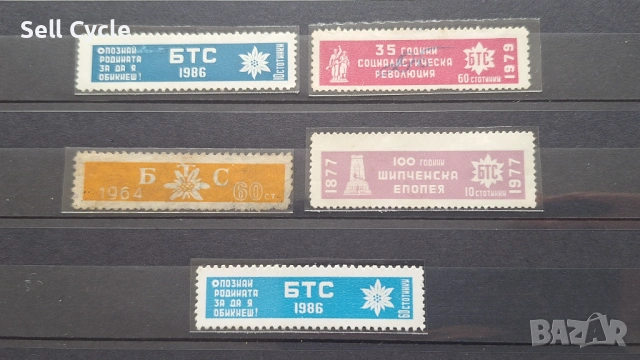 Sell Cycle
ОПОЗНАЙ
РОДИНАТА
ЗА ДА Я
ОБИКНЕШ!
БТС
1986
10 СТОТИНКИ
35 ГОДИНИ
СОЦИАЛИСТИЧЕСКА
РЕВОЛЮЦИЯ
БТС
60 СТОТИНКИ
1979
Б Т С
1964
60 СТ.
1877
100 ГОДИНИ
ШИПЧЕНСКА
ЕПОПЕЯ
БТС
10 СТОТИНКИ
1977
ОПОЗНАЙ
РОДИНАТА
ЗА ДА Я
ОБИКНЕШ!
БТС
1986
60 СТОТИНКИ
BAZAR